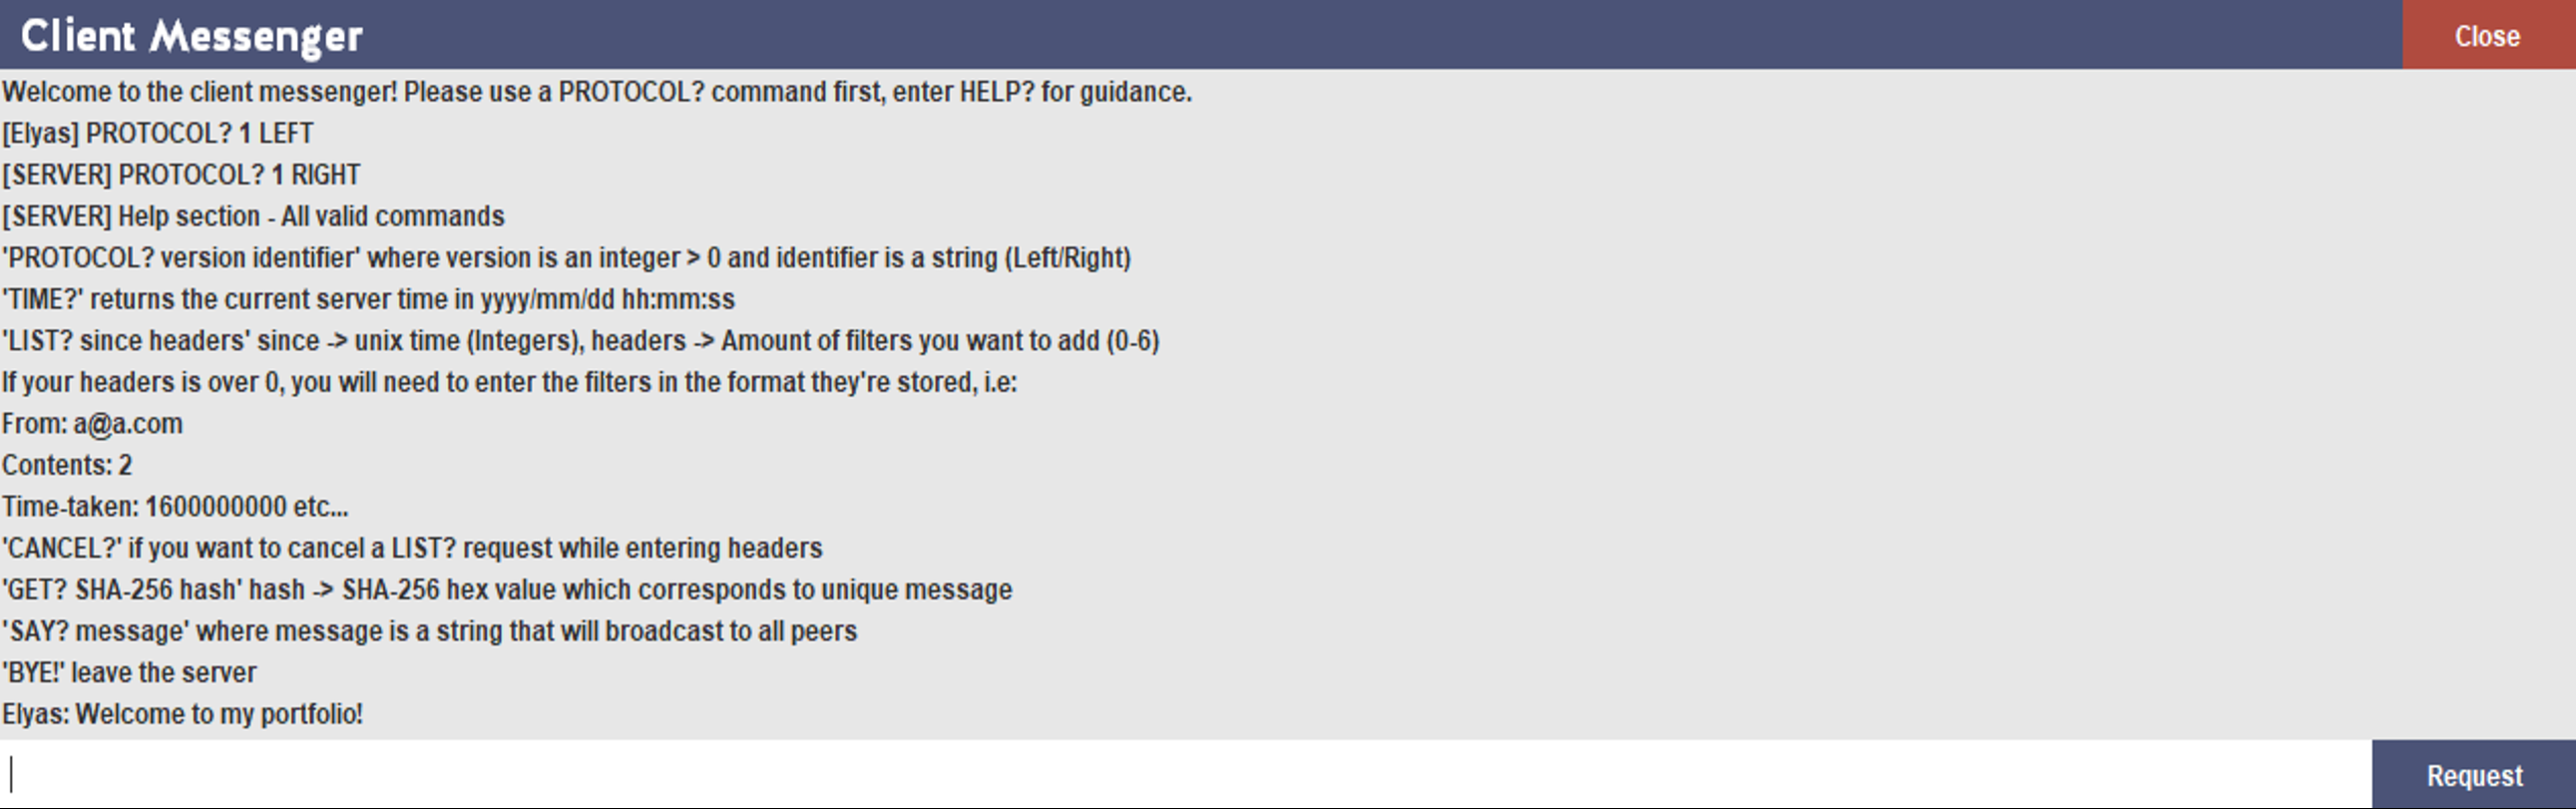 Client Messenger
Close
Welcome to the client messenger! Please use a PROTOCOL? command first, enter HELP? for guidance.
[Elyas] PROTOCOL? 1 LEFT
[SERVER] PROTOCOL? 1 RIGHT
[SERVER] Help section - All valid commands
'PROTOCOL? version identifier' where version is an integer > 0 and identifier is a string (Left/Right)
'TIME?' returns the current server time in yyyy/mm/dd hh:mm:ss
'LIST? since headers' since -> unix time (Integers), headers -> Amount of filters you want to add (0-6)
If your headers is over 0, you will need to enter the filters in the format they're stored, i.e:
From: a@a.com
Contents: 2
Time-taken: 1600000000 etc...
'CANCEL?' if you want to cancel a LIST? request while entering headers
'GET? SHA-256 hash' hash -> SHA-256 hex value which corresponds to unique message
'SAY? message' where message is a string that will broadcast to all peers
'BYE!' leave the server
Elyas: Welcome to my portfolio!
Request